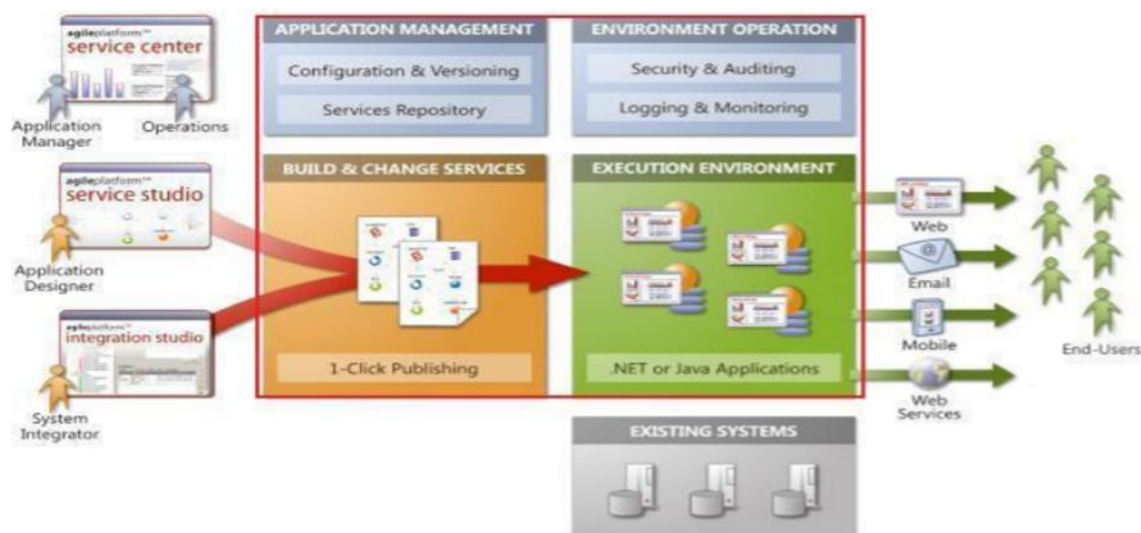 agileplatform™
service center
Application
Manager
Operations
agileplatform™
service studio
Application
Designer
agileplatform™
integration studio
System
Integrator
APPLICATION MANAGEMENT
Configuration & Versioning
Services Repository
ENVIRONMENT OPERATION
Security & Auditing
Logging & Monitoring
BUILD & CHANGE SERVICES
1-Click Publishing
EXECUTION ENVIRONMENT
.NET or Java Applications
EXISTING SYSTEMS
Web
@
Email
Mobile
Web
Services
End-Users